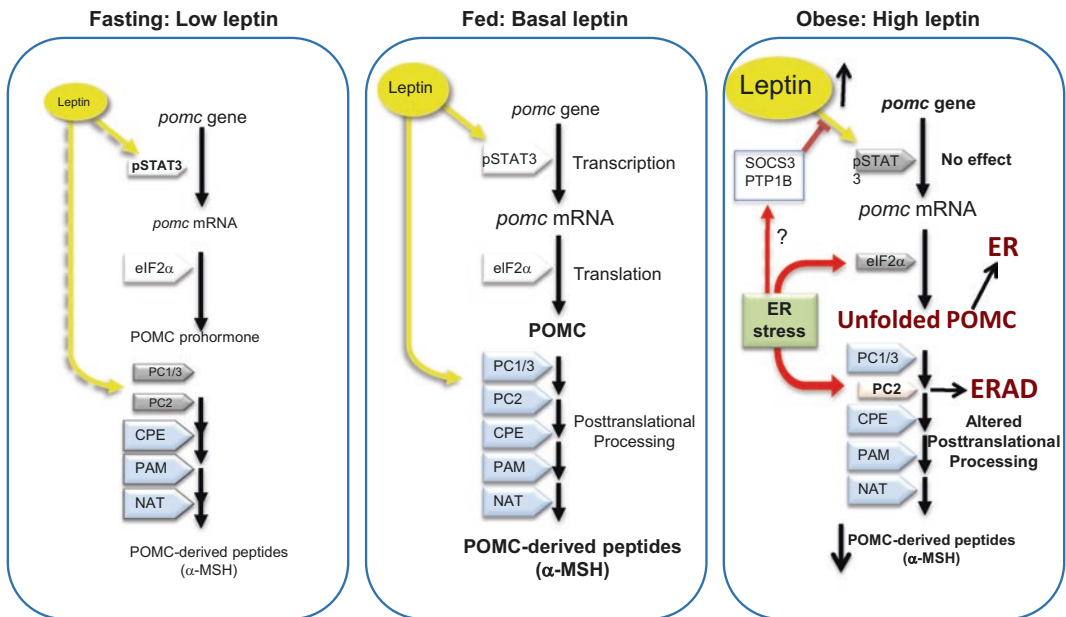 Fasting: Low leptin
Leptin
pomc gene
pSTAT3
pomc mRNA
eIF2α
POMC prohormone
PC1/3
PC2
CPE
PAM
NAT
POMC-derived peptides
(α-MSH)
Fed: Basal leptin
Leptin
pomc gene
pSTAT3
Transcription
pomc mRNA
eIF2α
Translation
POMC
PC1/3
PC2
CPE
Posttranslational
Processing
PAM
NAT
POMC-derived peptides
(α-MSH)
Obese: High leptin
Leptin
pomc gene
SOCS3
PTP1B
pSTAT
3
No effect
pomc mRNA
?
eIF2α
ER
ER
stress
Unfolded POMC
PC1/3
PC2
ERAD
CPE
Altered
Posttranslational
Processing
PAM
NAT
POMC-derived peptides
(α-MSH)